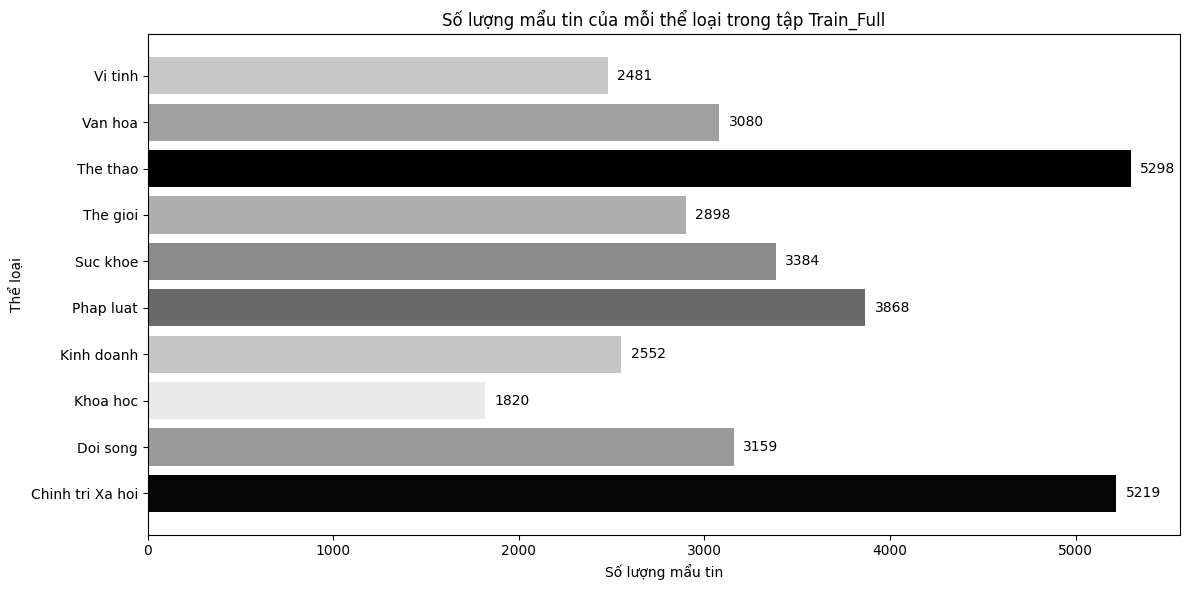 Số lượng mẩu tin của mỗi thể loại trong tập Train_Full
Thể loại
Vi tinh 2481
Van hoa 3080
The thao 5298
The gioi 2898
Suc khoe 3384
Phap luat 3868
Kinh doanh 2552
Khoa hoc 1820
Doi song 3159
Chinh tri Xa hoi 5219
0 1000 2000 3000 4000 5000
Số lượng mẩu tin